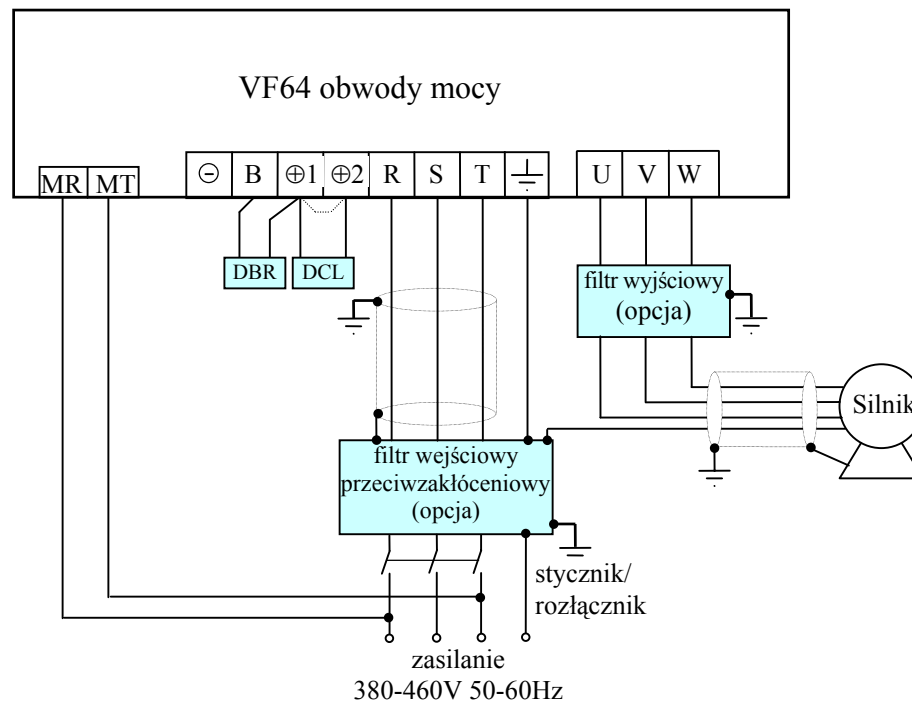 VF64 obwody mocy
MR MT
⊖ B ⊕1 ⊕2 R S T
U V W
DBR
DCL
filtr wyjściowy
(opcja)
Silnik
filtr wejściowy
przeciwzakłóceniowy
(opcja)
stycznik/
rozłącznik
zasilanie
380-460V 50-60Hz